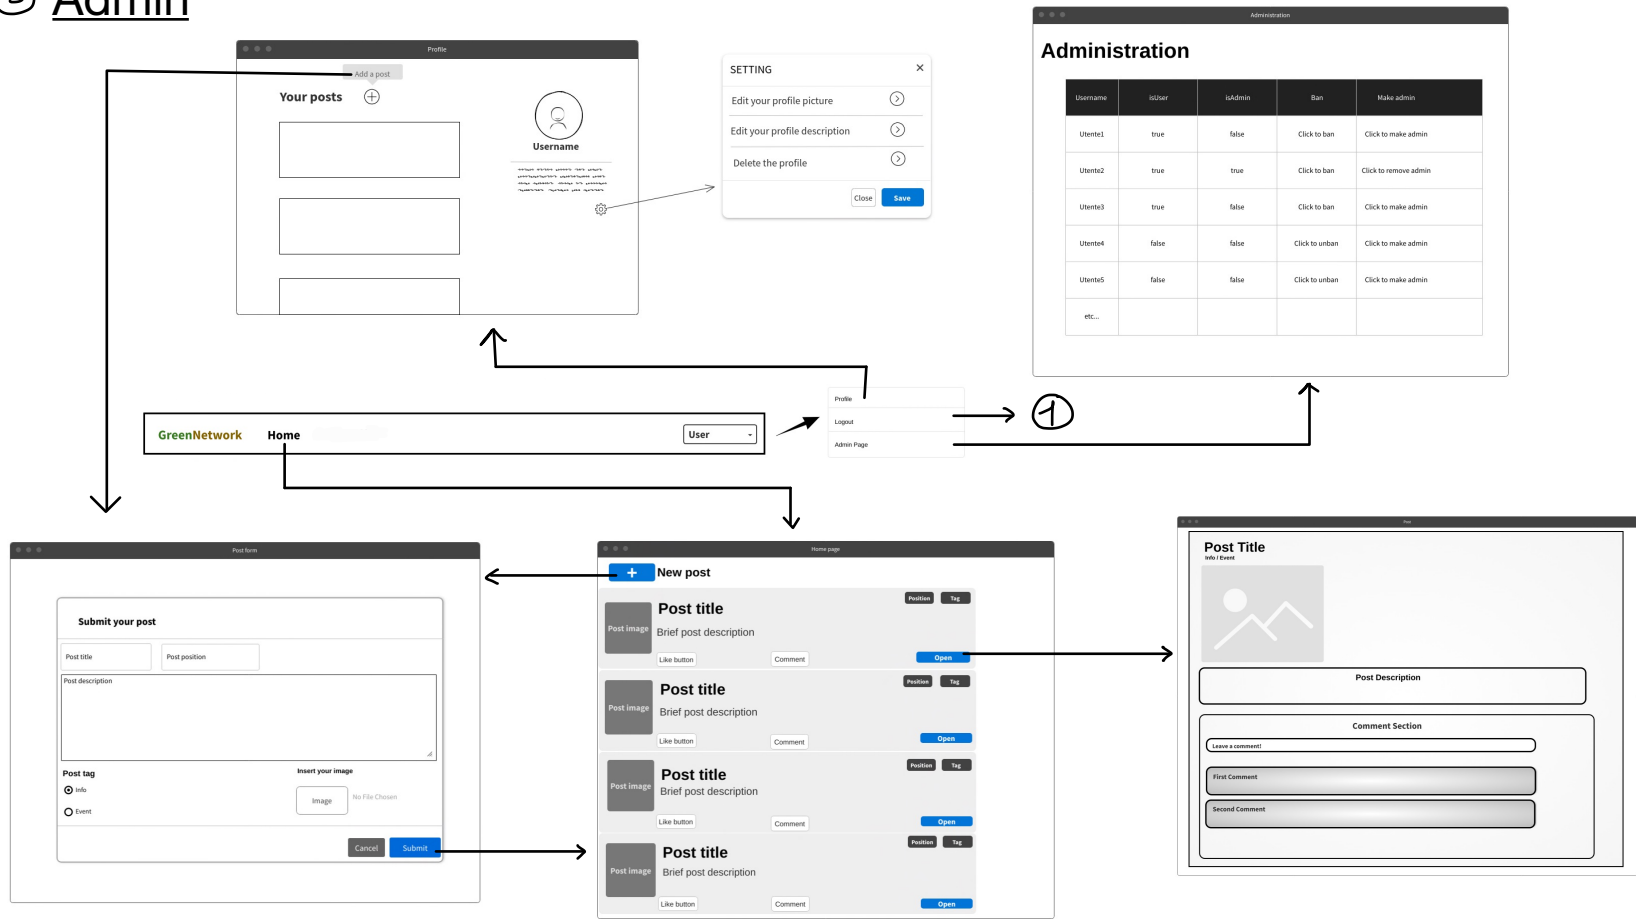 Admin
Profile
Add a post
Your posts
Username
SETTING
Edit your profile picture
Edit your profile description
Delete the profile
Close Save
Administration
Administration
Username isUser isAdmin Ban Make admin
Utente1 true false Click to ban Click to make admin
Utente2 true true Click to ban Click to remove admin
Utente3 true false Click to ban Click to make admin
Utente4 false false Click to unban Click to make admin
Utente5 false false Click to unban Click to make admin
etc...
GreenNetwork Home User
Profile
Logout
Admin Page
1
Post form
Submit your post
Post title Post position
Post description
Post tag
Info
Event
Insert your image
Image No File Chosen
Cancel Submit
Home page
+ New post
Position Tag
Post title
Post image
Brief post description
Like button Comment Open
Position Tag
Post title
Post image
Brief post description
Like button Comment Open
Position Tag
Post title
Post image
Brief post description
Like button Comment Open
Position Tag
Post title
Post image
Brief post description
Like button Comment Open
Post
Post Title
Info / Event
Post Description
Comment Section
Leave a comment!
First Comment
Second Comment